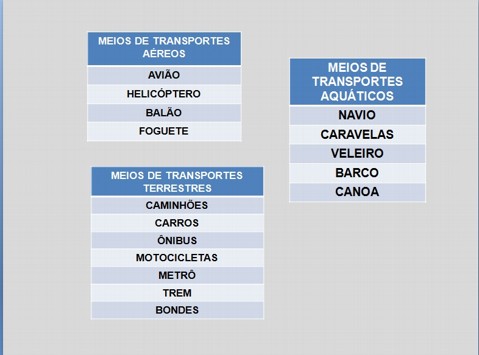 MEIOS DE TRANSPORTES
AÉREOS
AVIÃO
HELICÓPTERO
BALÃO
FOGUETE
MEIOS DE
TRANSPORTES
AQUÁTICOS
NAVIO
CARAVELAS
VELEIRO
BARCO
CANOA
MEIOS DE TRANSPORTES
TERRESTRES
CAMINHÕES
CARROS
ÔNIBUS
MOTOCICLETAS
METRÔ
TREM
BONDES